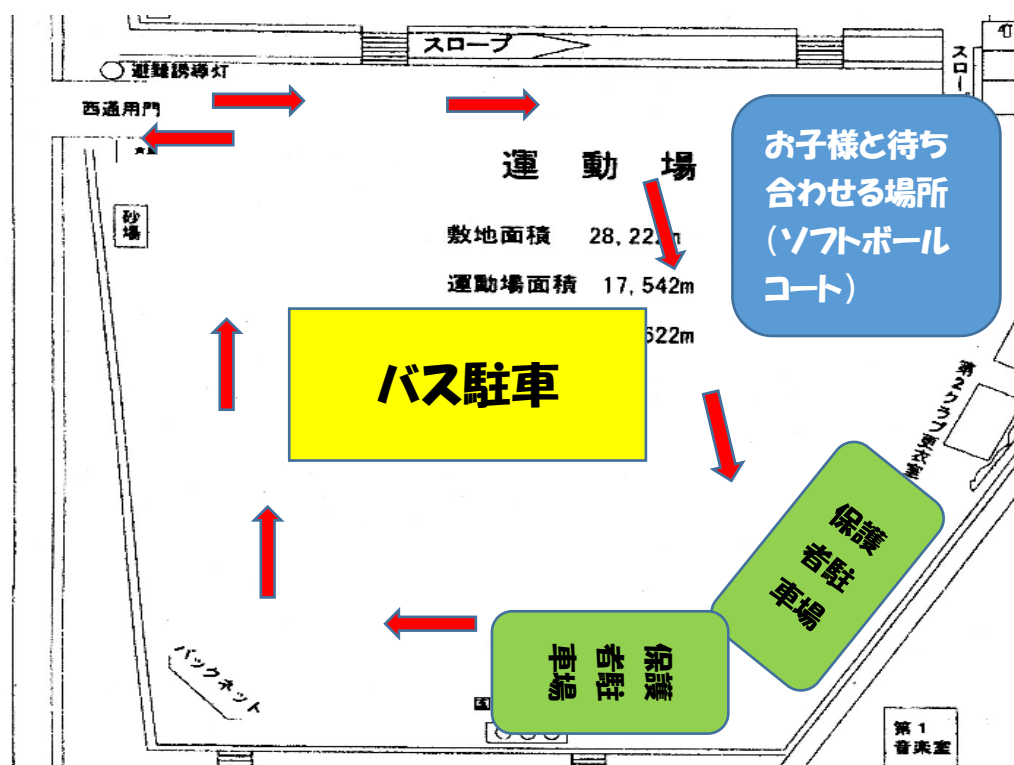 スロープ
避難誘導灯
西通用門
スロー
お子様と待ち
合わせる場所
(ソフトボール
コート)
運動場
砂場
敷地面積 28,222
運動場面積 17,542m
622m
バス駐車
第2クラブ更衣室
保護
者駐
車場
保護
者駐
車場
バックネット
第1
音楽室